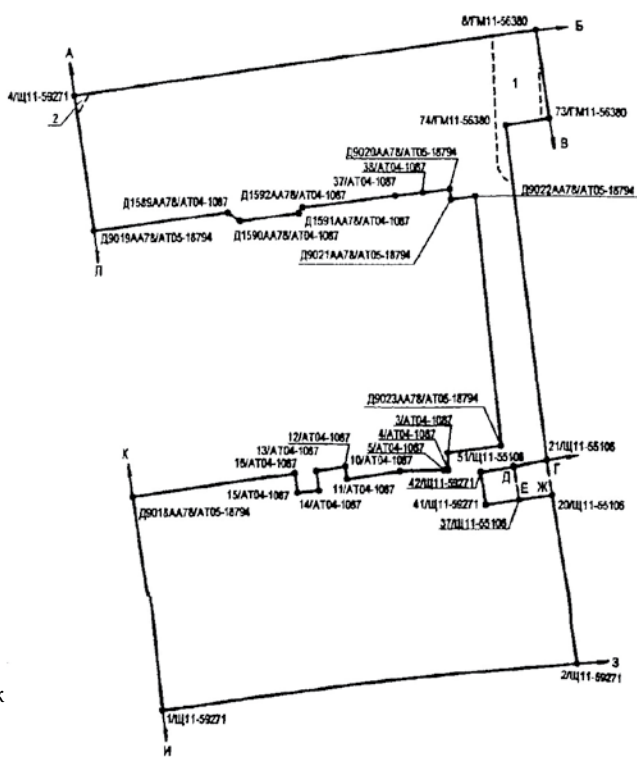 8/ГМ11-56380
Б
А
4/Щ11-59271
2
1
74/ГМ11-56380
73/ГМ11-56380
В
Д9020АА78/АТ05-18794
38/АТ04-1087
37/АТ04-1087
Д1589АА78/АТ04-1087
Д1592АА78/АТ04-1087
Д9022АА78/АТ05-18794
Д9019АА78/АТ05-18794
Д1590АА78/АТ04-1087
Д1591АА78/АТ04-1087
Л
Д9021АА78/АТ05-18794
Д9023АА78/АТ05-18794
3/АТ04-1087
12/АТ04-1087
4/АТ04-1087
13/АТ04-1087
5/АТ04-1087
51/Щ11-55106
21/Щ11-55106
К
16/АТ04-1087
10/АТ04-1087
Г
15/АТ04-1087
11/АТ04-1087
42/Щ11-59271
Д
Ж
Д9018АА78/АТ05-18794
14/АТ04-1087
41/Щ11-59271
Е
20/Щ11-55106
37/Щ11-55106
З
2/Щ11-59271
к
1/Щ11-59271
И